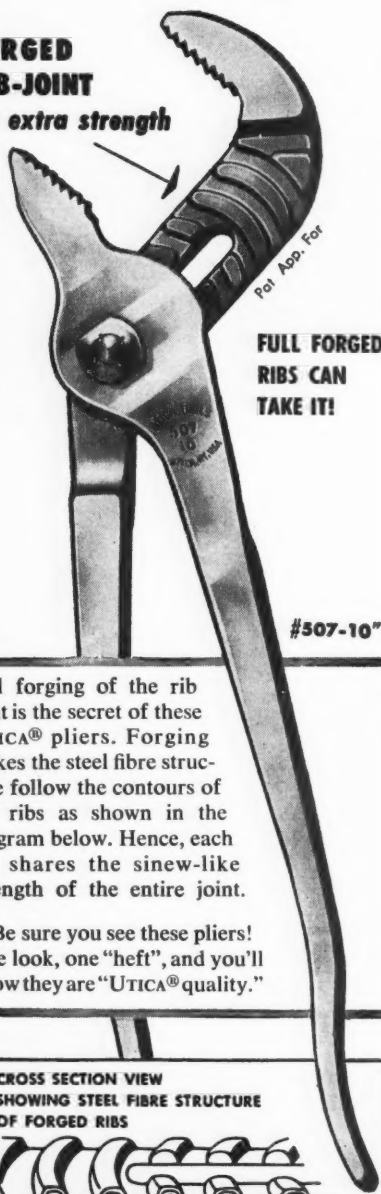 RGED
B-JOINT
extra strength
Pat App. For
FULL FORGED
RIBS CAN
TAKE IT!
507
10
#507-10"
l forging of the rib
t is the secret of these
ICA® pliers. Forging
kes the steel fibre struc-
e follow the contours of
ribs as shown in the
gram below. Hence, each
shares the sinew-like
ength of the entire joint.
Be sure you see these pliers!
e look, one "heft", and you'll
ow they are "UTICA® quality."
CROSS SECTION VIEW
SHOWING STEEL FIBRE STRUCTURE
OF FORGED RIBS